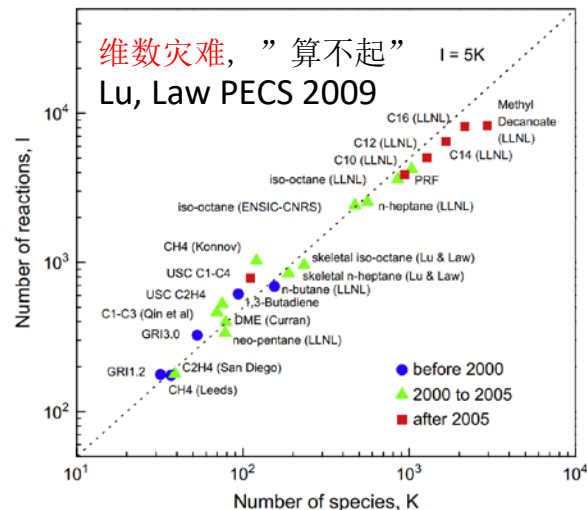 维数灾难，”算不起”
Lu, Law PECS 2009
I = 5K
C16 (LLNL)
Methyl
Decanoate
(LLNL)
C12 (LLNL)
C10 (LLNL)
C14 (LLNL)
iso-octane (LLNL)
PRF
iso-octane (ENSIC-CNRS)
n-heptane (LLNL)
CH4 (Konnov)
skeletal iso-octane (Lu & Law)
USC C1-C4
skeletal n-heptane (Lu & Law)
n-butane (LLNL)
USC C2H4
1,3-Butadiene
C1-C3 (Qin et al)
DME (Curran)
GRI3.0
neo-pentane (LLNL)
GRI1.2
C2H4 (San Diego)
CH4 (Leeds)
before 2000
2000 to 2005
after 2005
Number of reactions, I
10^4
10^3
10^2
10^1 10^2 10^3 10^4
Number of species, K